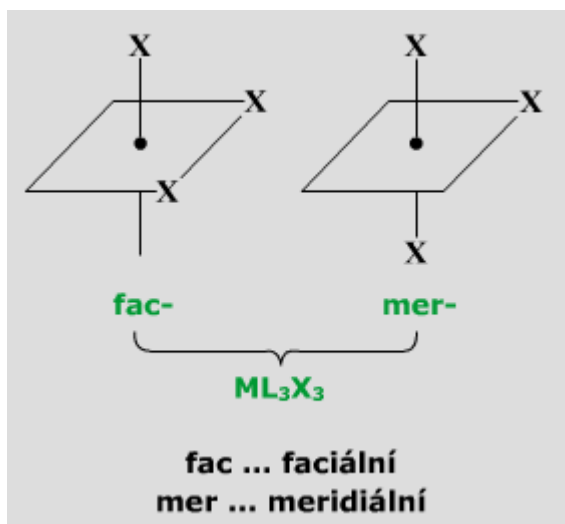 X X
X X
X
X
fac- mer-
ML₃X₃
fac ... faciální
mer ... meridiální